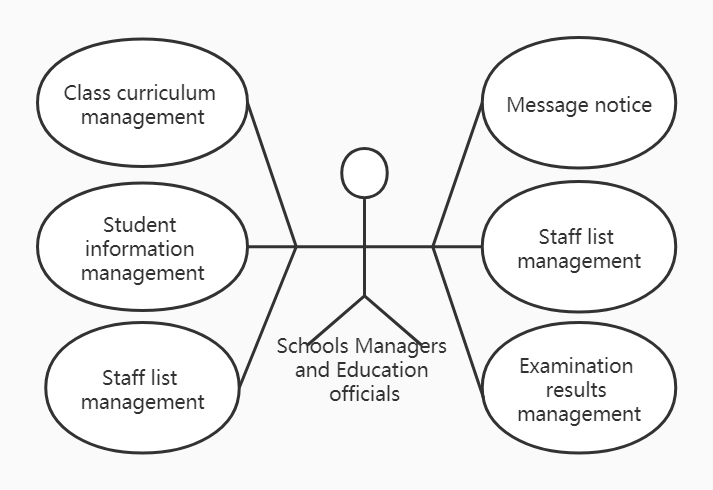 Class curriculum
management
Message notice
Student
information
management
Staff list
management
Schools Managers
and Education
officials
Staff list
management
Examination
results
management